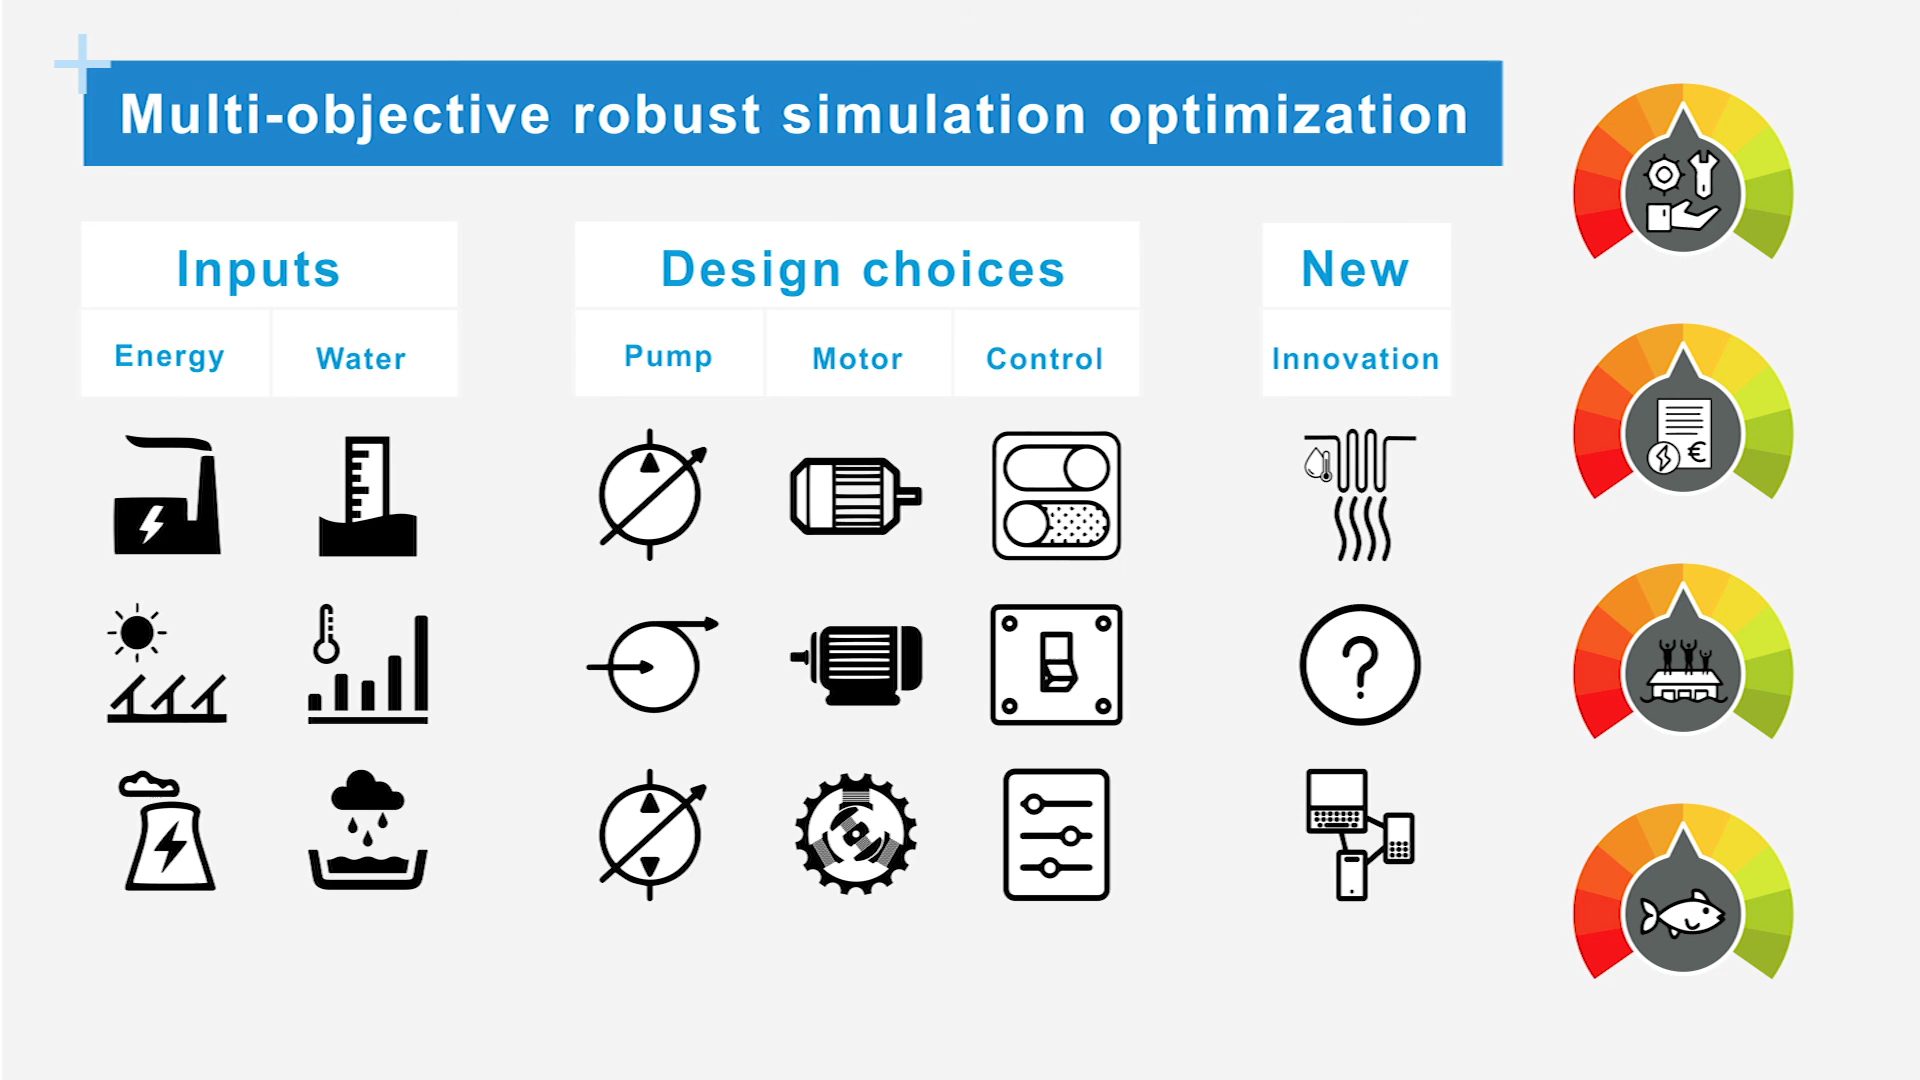 Multi-objective robust simulation optimization
Inputs
Design choices
New
Energy
Water
Pump
Motor
Control
Innovation
€
?